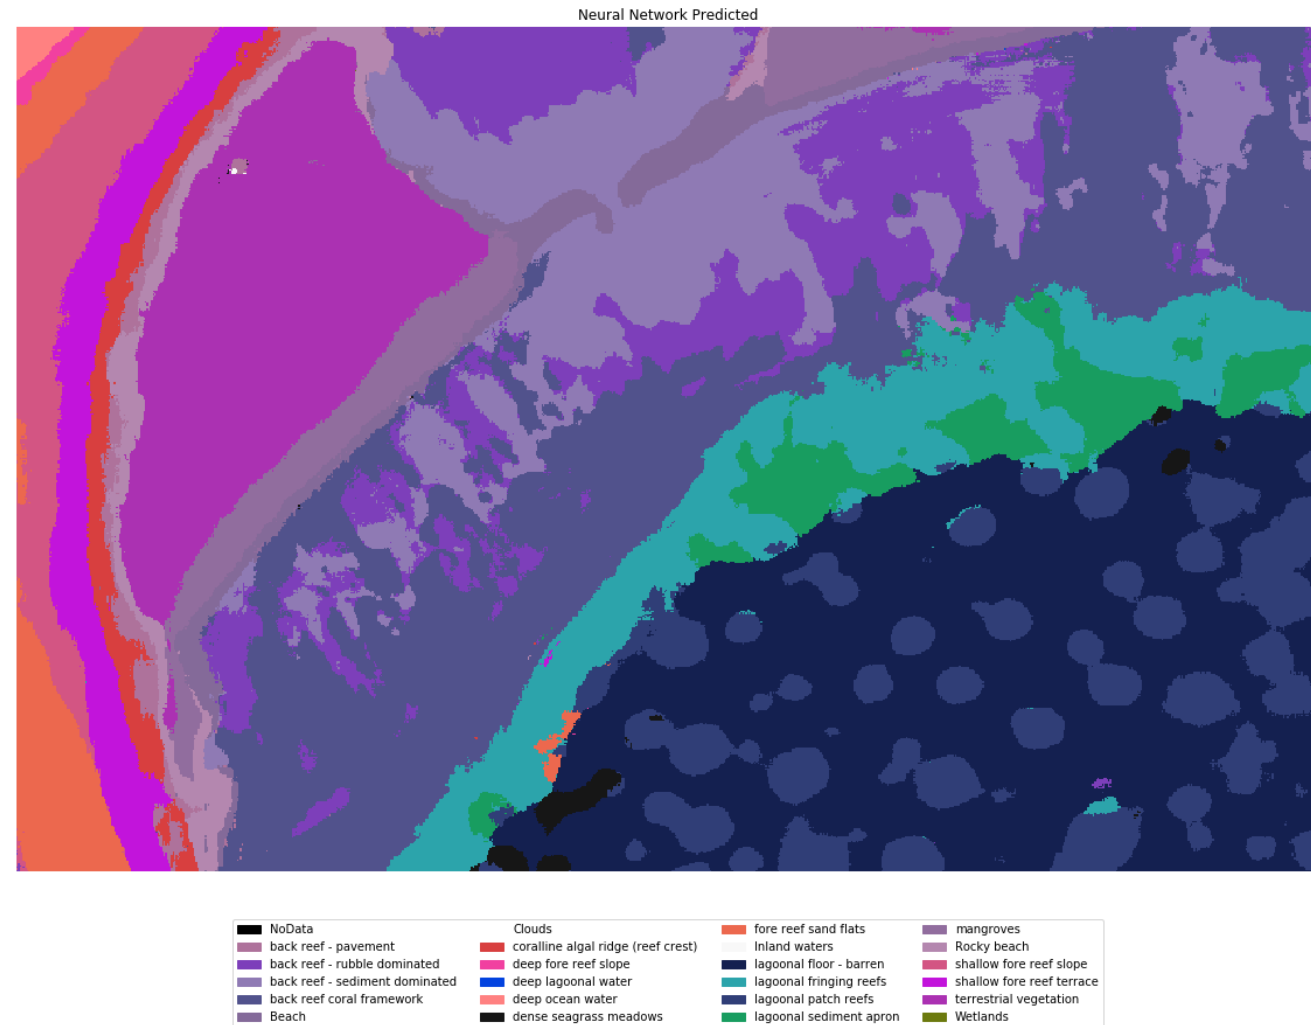 Neural Network Predicted
NoData
back reef - pavement
back reef - rubble dominated
back reef - sediment dominated
back reef coral framework
Beach
Clouds
coralline algal ridge (reef crest)
deep fore reef slope
deep lagoonal water
deep ocean water
dense seagrass meadows
fore reef sand flats
Inland waters
lagoonal floor - barren
lagoonal fringing reefs
lagoonal patch reefs
lagoonal sediment apron
mangroves
Rocky beach
shallow fore reef slope
shallow fore reef terrace
terrestrial vegetation
Wetlands